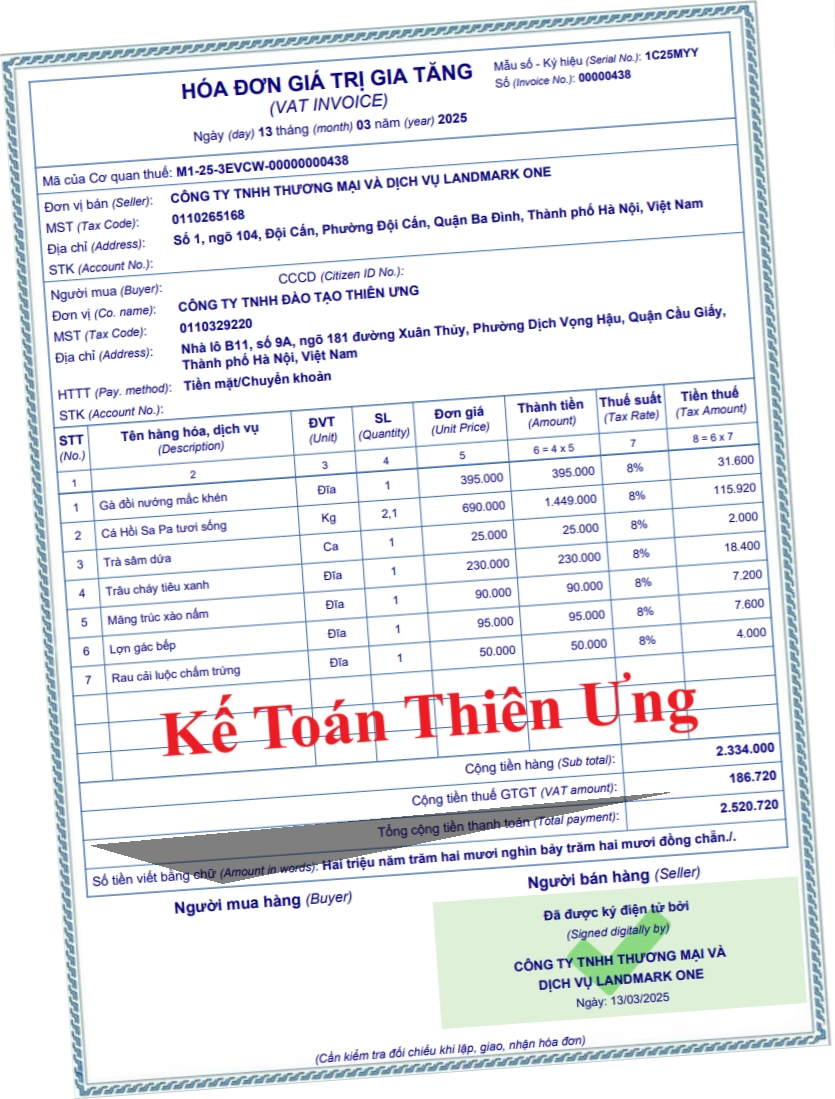 HÓA ĐƠN GIÁ TRỊ GIA TĂNG
(VAT INVOICE)
Ngày (day) 13 tháng (month) 03 năm (year) 2025
Mẫu số - Ký hiệu (Serial No.): 1C25MYY
Số (Invoice No.): 00000438
Mã của Cơ quan thuế: M1-25-3EVCW-00000000438
Đơn vị bán (Seller): CÔNG TY TNHH THƯƠNG MẠI VÀ DỊCH VỤ LANDMARK ONE
MST (Tax Code): 0110265168
Địa chỉ (Address): Số 1, ngõ 104, Đội Cấn, Phường Đội Cấn, Quận Ba Đình, Thành phố Hà Nội, Việt Nam
STK (Account No.):
Người mua (Buyer): CCCD (Citizen ID No.):
Đơn vị (Co. name): CÔNG TY TNHH ĐÀO TẠO THIÊN ƯNG
MST (Tax Code): 0110329220
Địa chỉ (Address): Nhà lô B11, số 9A, ngõ 181 đường Xuân Thủy, Phường Dịch Vọng Hậu, Quận Cầu Giấy,
Thành phố Hà Nội, Việt Nam
HTTT (Pay. method): Tiền mặt/Chuyển khoản
STK (Account No.):
STT (No.) Tên hàng hóa, dịch vụ (Description) ĐVT (Unit) SL (Quantity) Đơn giá (Unit Price) Thành tiền (Amount) Thuế suất (Tax Rate) Tiền thuế (Tax Amount)
1 2 3 4 5 6 = 4 x 5 7 8 = 6 x 7
1 Gà đồi nướng mắc khén Đĩa 1 395.000 395.000 8% 31.600
2 Cá Hồi Sa Pa tươi sống Kg 2,1 690.000 1.449.000 8% 115.920
3 Trà sâm dứa Ca 1 25.000 25.000 8% 2.000
4 Trâu cháy tiêu xanh Đĩa 1 230.000 230.000 8% 18.400
5 Măng trúc xào nấm Đĩa 1 90.000 90.000 8% 7.200
6 Lợn gác bếp Đĩa 1 95.000 95.000 8% 7.600
7 Rau cải luộc chấm trứng Đĩa 1 50.000 50.000 8% 4.000
Kế Toán Thiên Ưng
Cộng tiền hàng (Sub total): 2.334.000
Cộng tiền thuế GTGT (VAT amount): 186.720
Tổng cộng tiền thanh toán (Total payment): 2.520.720
Số tiền viết bằng chữ (Amount in words): Hai triệu năm trăm hai mươi nghìn bảy trăm hai mươi đồng chẵn./.
Người mua hàng (Buyer)
Người bán hàng (Seller)
Đã được ký điện tử bởi
(Signed digitally by)
CÔNG TY TNHH THƯƠNG MẠI VÀ
DỊCH VỤ LANDMARK ONE
Ngày: 13/03/2025
(Cần kiểm tra đối chiếu khi lập, giao, nhận hóa đơn)